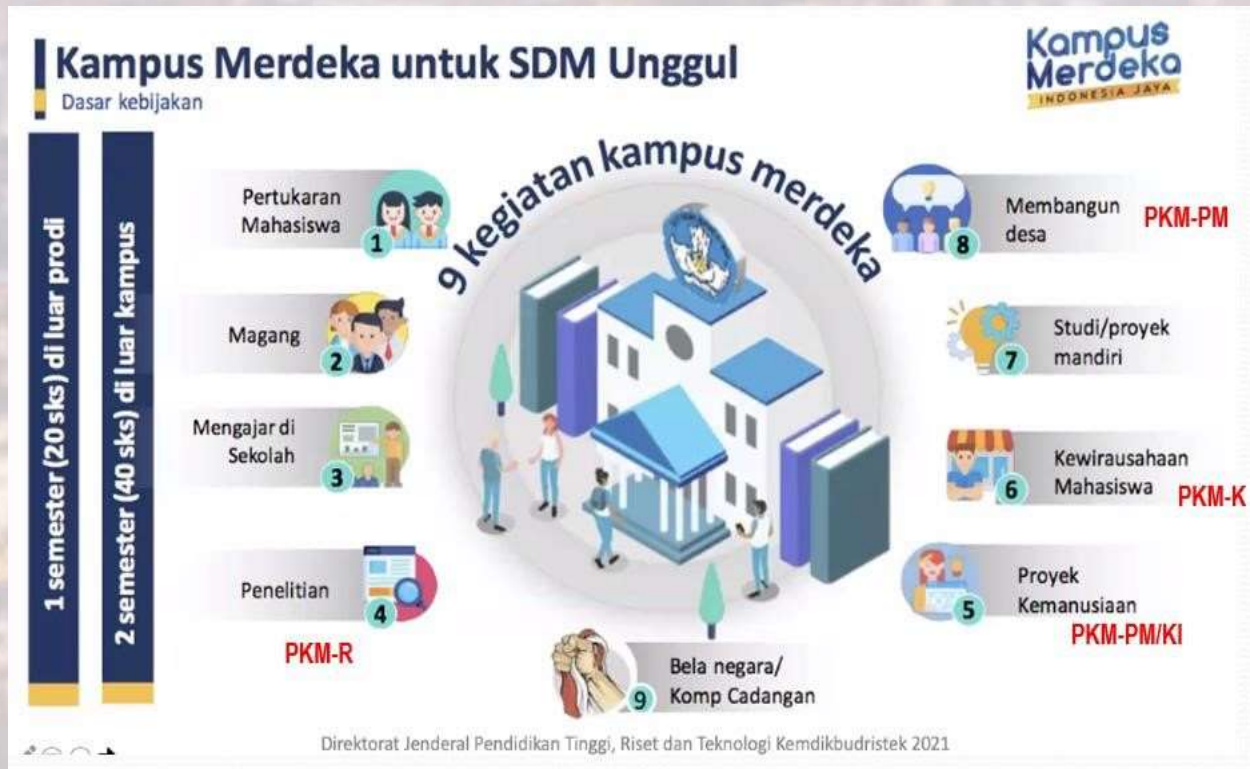 Kampus Merdeka untuk SDM Unggul
Dasar kebijakan
Kampus
Merdeka
INDONESIA JAYA
1 semester (20 sks) di luar prodi
2 semester (40 sks) di luar kampus
9 kegiatan kampus merdeka
Pertukaran
Mahasiswa
1
Magang
2
Mengajar di
Sekolah
3
Penelitian
4
PKM-R
Membangun
desa
8
PKM-PM
Studi/proyek
mandiri
7
Kewirausahaan
Mahasiswa
6
PKM-K
Proyek
Kemanusiaan
5
PKM-PM/KI
Bela negara/
Komp Cadangan
9
Direktorat Jenderal Pendidikan Tinggi, Riset dan Teknologi Kemdikbudristek 2021